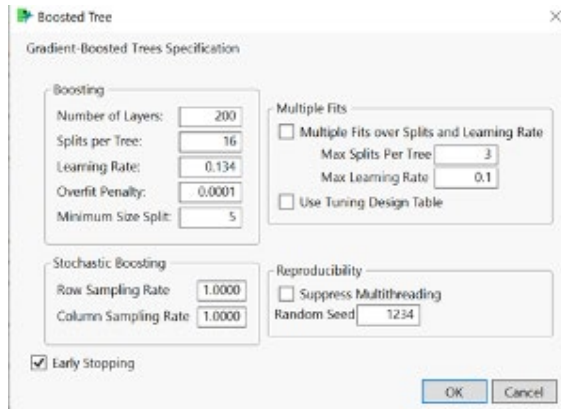 Boosted Tree
Gradient-Boosted Trees Specification
Boosting
Number of Layers: 200
Splits per Tree: 16
Learning Rate: 0.134
Overfit Penalty: 0.0001
Minimum Size Split: 5
Multiple Fits
Multiple Fits over Splits and Learning Rate
Max Splits Per Tree 3
Max Learning Rate 0.1
Use Tuning Design Table
Stochastic Boosting
Row Sampling Rate 1.0000
Column Sampling Rate 1.0000
Reproducibility
Suppress Multithreading
Random Seed 1234
Early Stopping
OK Cancel